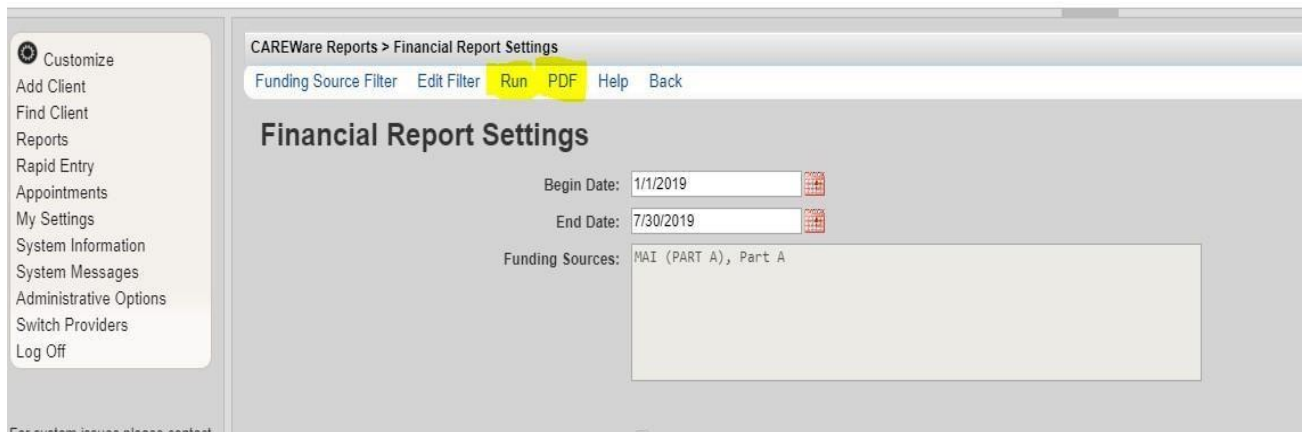 Customize
Add Client
Find Client
Reports
Rapid Entry
Appointments
My Settings
System Information
System Messages
Administrative Options
Switch Providers
Log Off
CAREWare Reports > Financial Report Settings
Funding Source Filter Edit Filter Run PDF Help Back
Financial Report Settings
Begin Date: 1/1/2019
End Date: 7/30/2019
Funding Sources: MAI (PART A), Part A